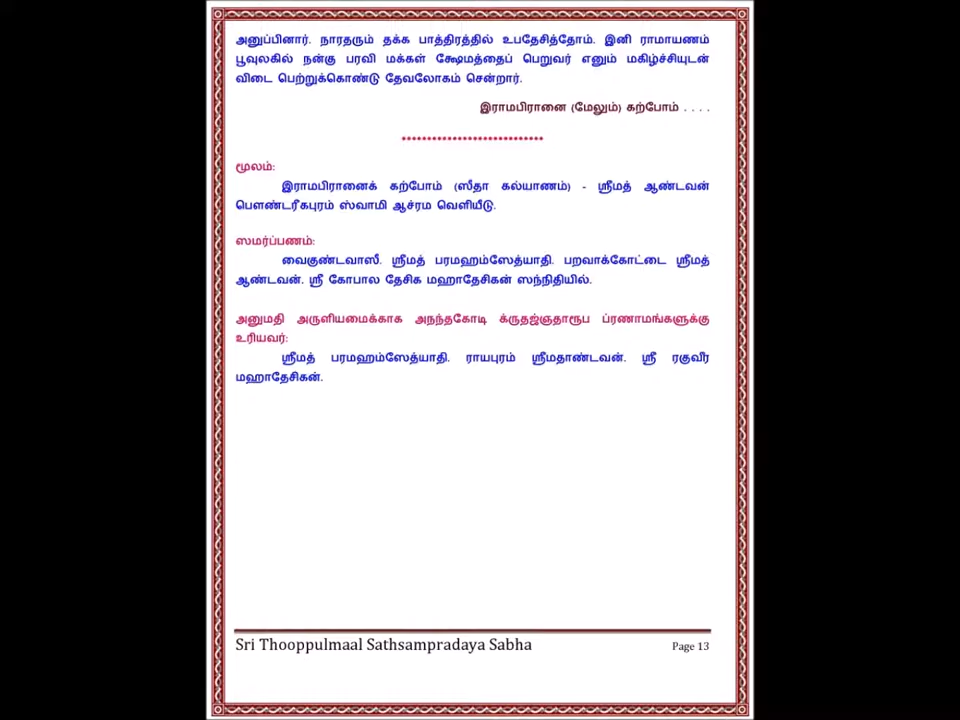 அனுப்பினார். நாரதரும் தக்க பாத்திரத்தில் உபதேசித்தோம். இனி ராமாயணம்
பூவுலகில் நன்கு பரவி மக்கள் க்ஷேமத்தைப் பெறுவர் எனும் மகிழ்ச்சியுடன்
விடை பெற்றுக்கொண்டு தேவலோகம் சென்றார்.
இராமபிரானை (மேலும்) கற்போம் . . . .
****************************
மூலம்:
இராமபிரானைக் கற்போம் (ஸீதா கல்யாணம்) - ஸ்ரீமத் ஆண்டவன்
பௌண்டரீகபுரம் ஸ்வாமி ஆச்ரம வெளியீடு.
ஸமர்ப்பணம்:
வைகுண்டவாஸீ. ஸ்ரீமத் பரமஹம்ஸேத்யாதி. பறவாக்கோட்டை ஸ்ரீமத்
ஆண்டவன். ஸ்ரீ கோபால தேசிக மஹாதேசிகன் ஸந்நிதியில்.
அனுமதி அருளியமைக்காக அநந்தகோடி க்ருதஜ்ஞதாரூப ப்ரணாமங்களுக்கு
உரியவர்:
ஸ்ரீமத் பரமஹம்ஸேத்யாதி. ராயபுரம் ஸ்ரீமதாண்டவன். ஸ்ரீ ரகுவீர
மஹாதேசிகன்.
Sri Thooppulmaal Sathsampradaya Sabha Page 13